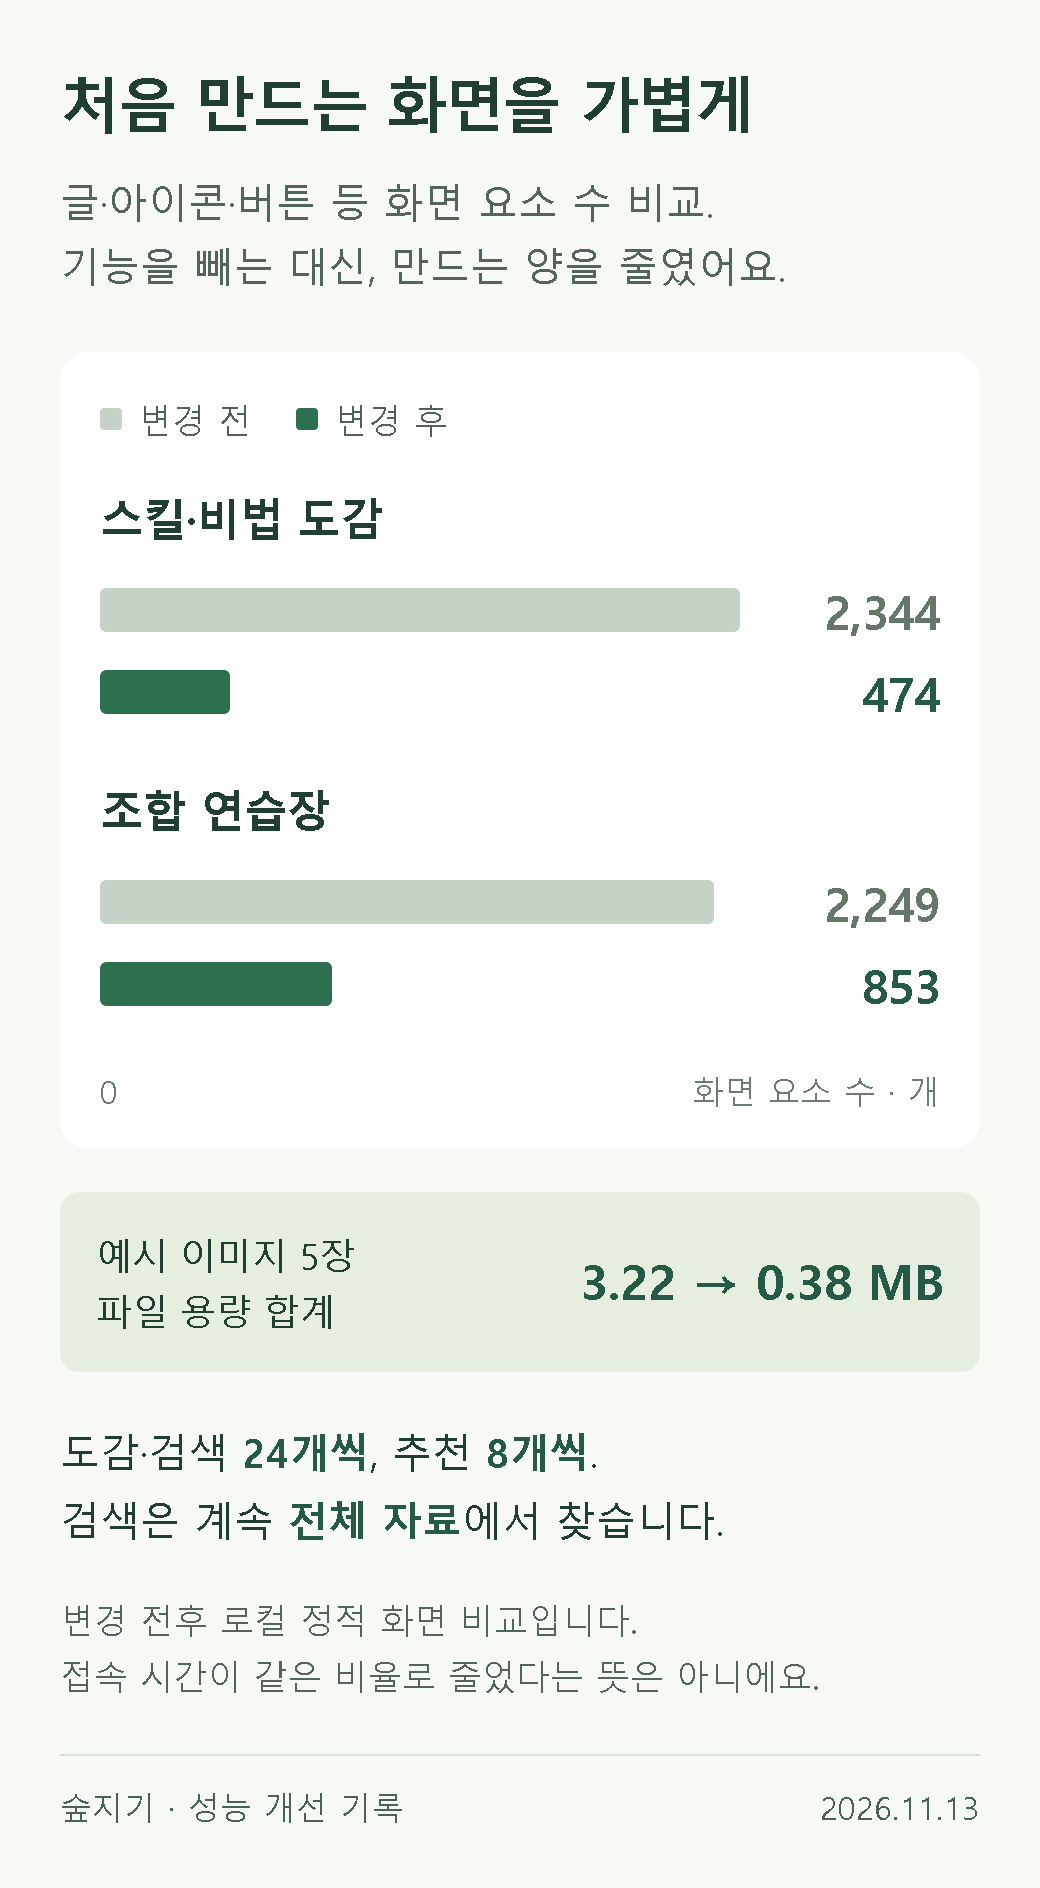 처음 만드는 화면을 가볍게
글·아이콘·버튼 등 화면 요소 수 비교.
기능을 빼는 대신, 만드는 양을 줄였어요.
변경 전 변경 후
스킬·비법 도감
2,344
474
조합 연습장
2,249
853
0 화면 요소 수 · 개
예시 이미지 5장
파일 용량 합계
3.22 → 0.38 MB
도감·검색 24개씩, 추천 8개씩.
검색은 계속 전체 자료에서 찾습니다.
변경 전후 로컬 정적 화면 비교입니다.
접속 시간이 같은 비율로 줄었다는 뜻은 아니에요.
숲지기 · 성능 개선 기록 2026.11.13